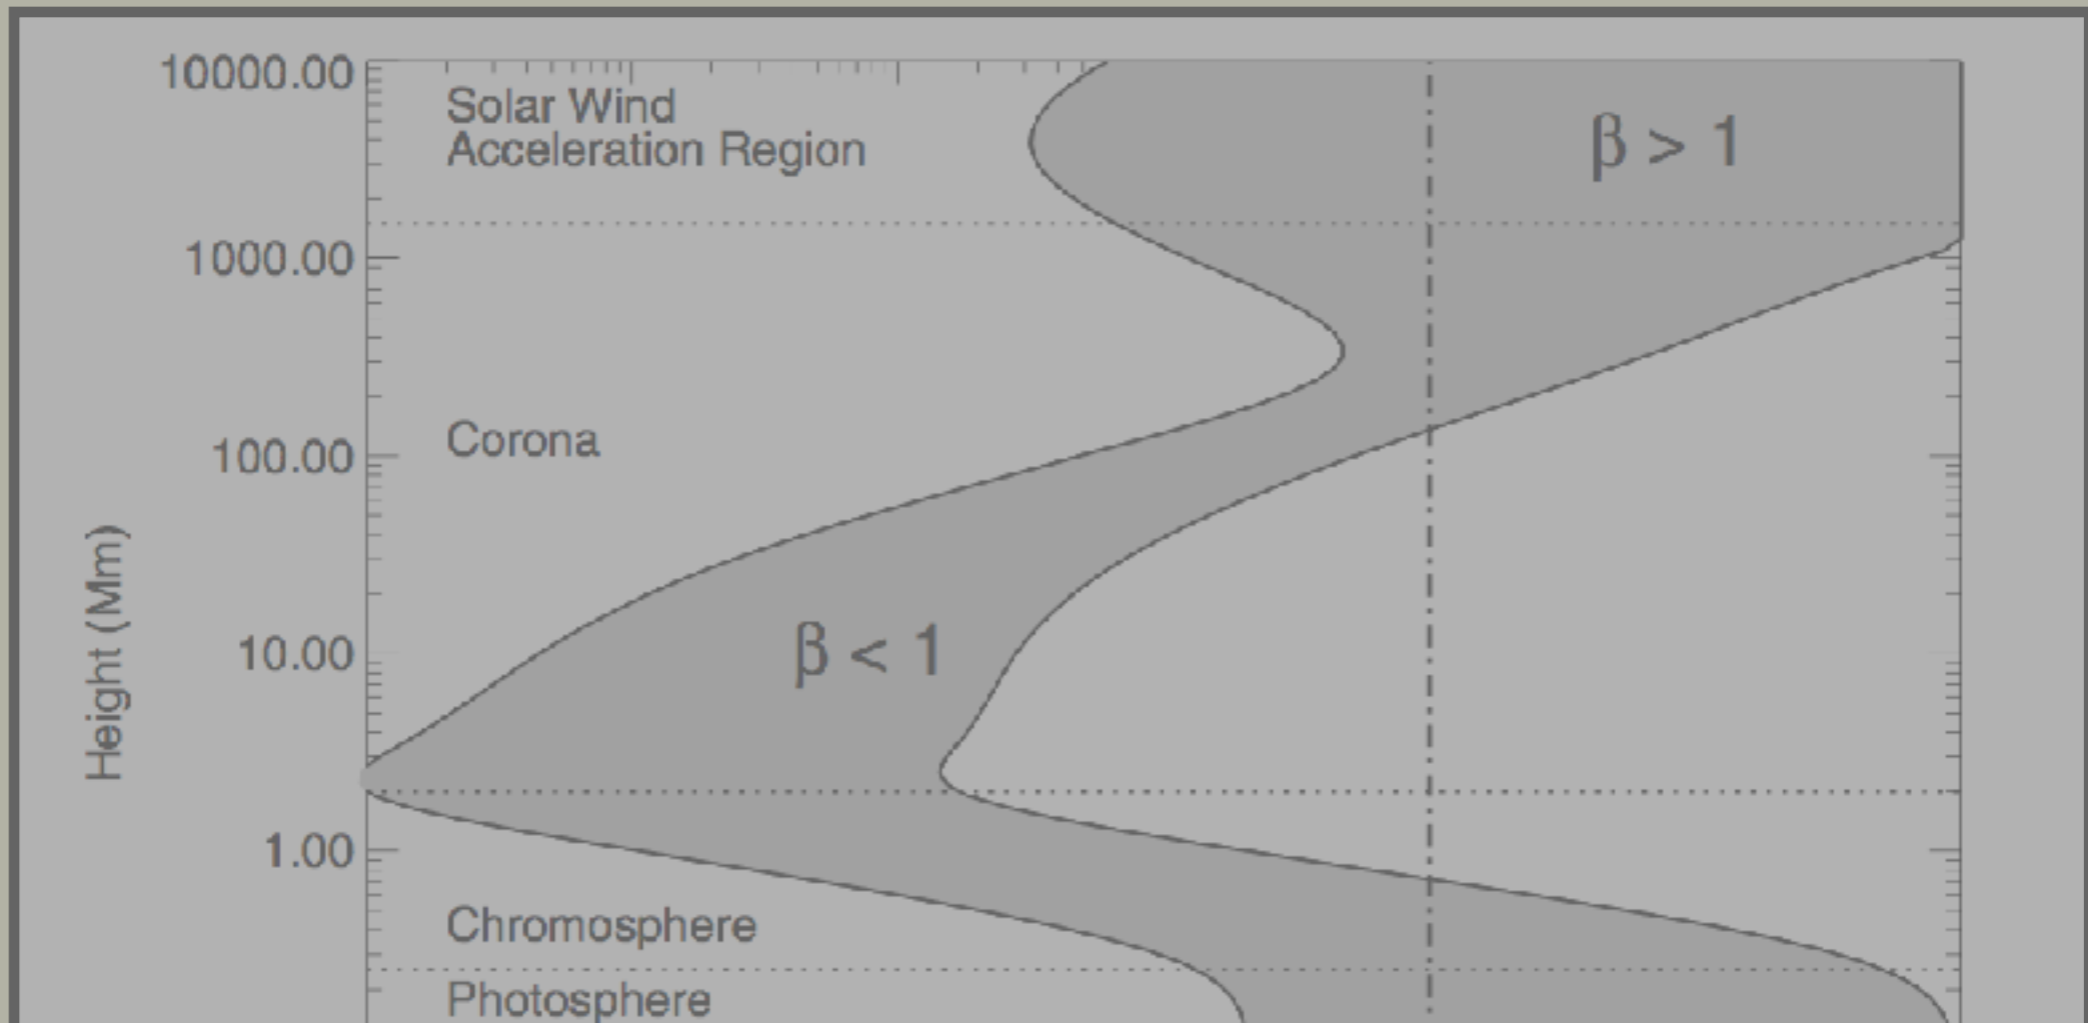 10000.00
Solar Wind
Acceleration Region
β > 1
1000.00
Corona
100.00
Height (Mm)
β < 1
10.00
1.00
Chromosphere
Photosphere